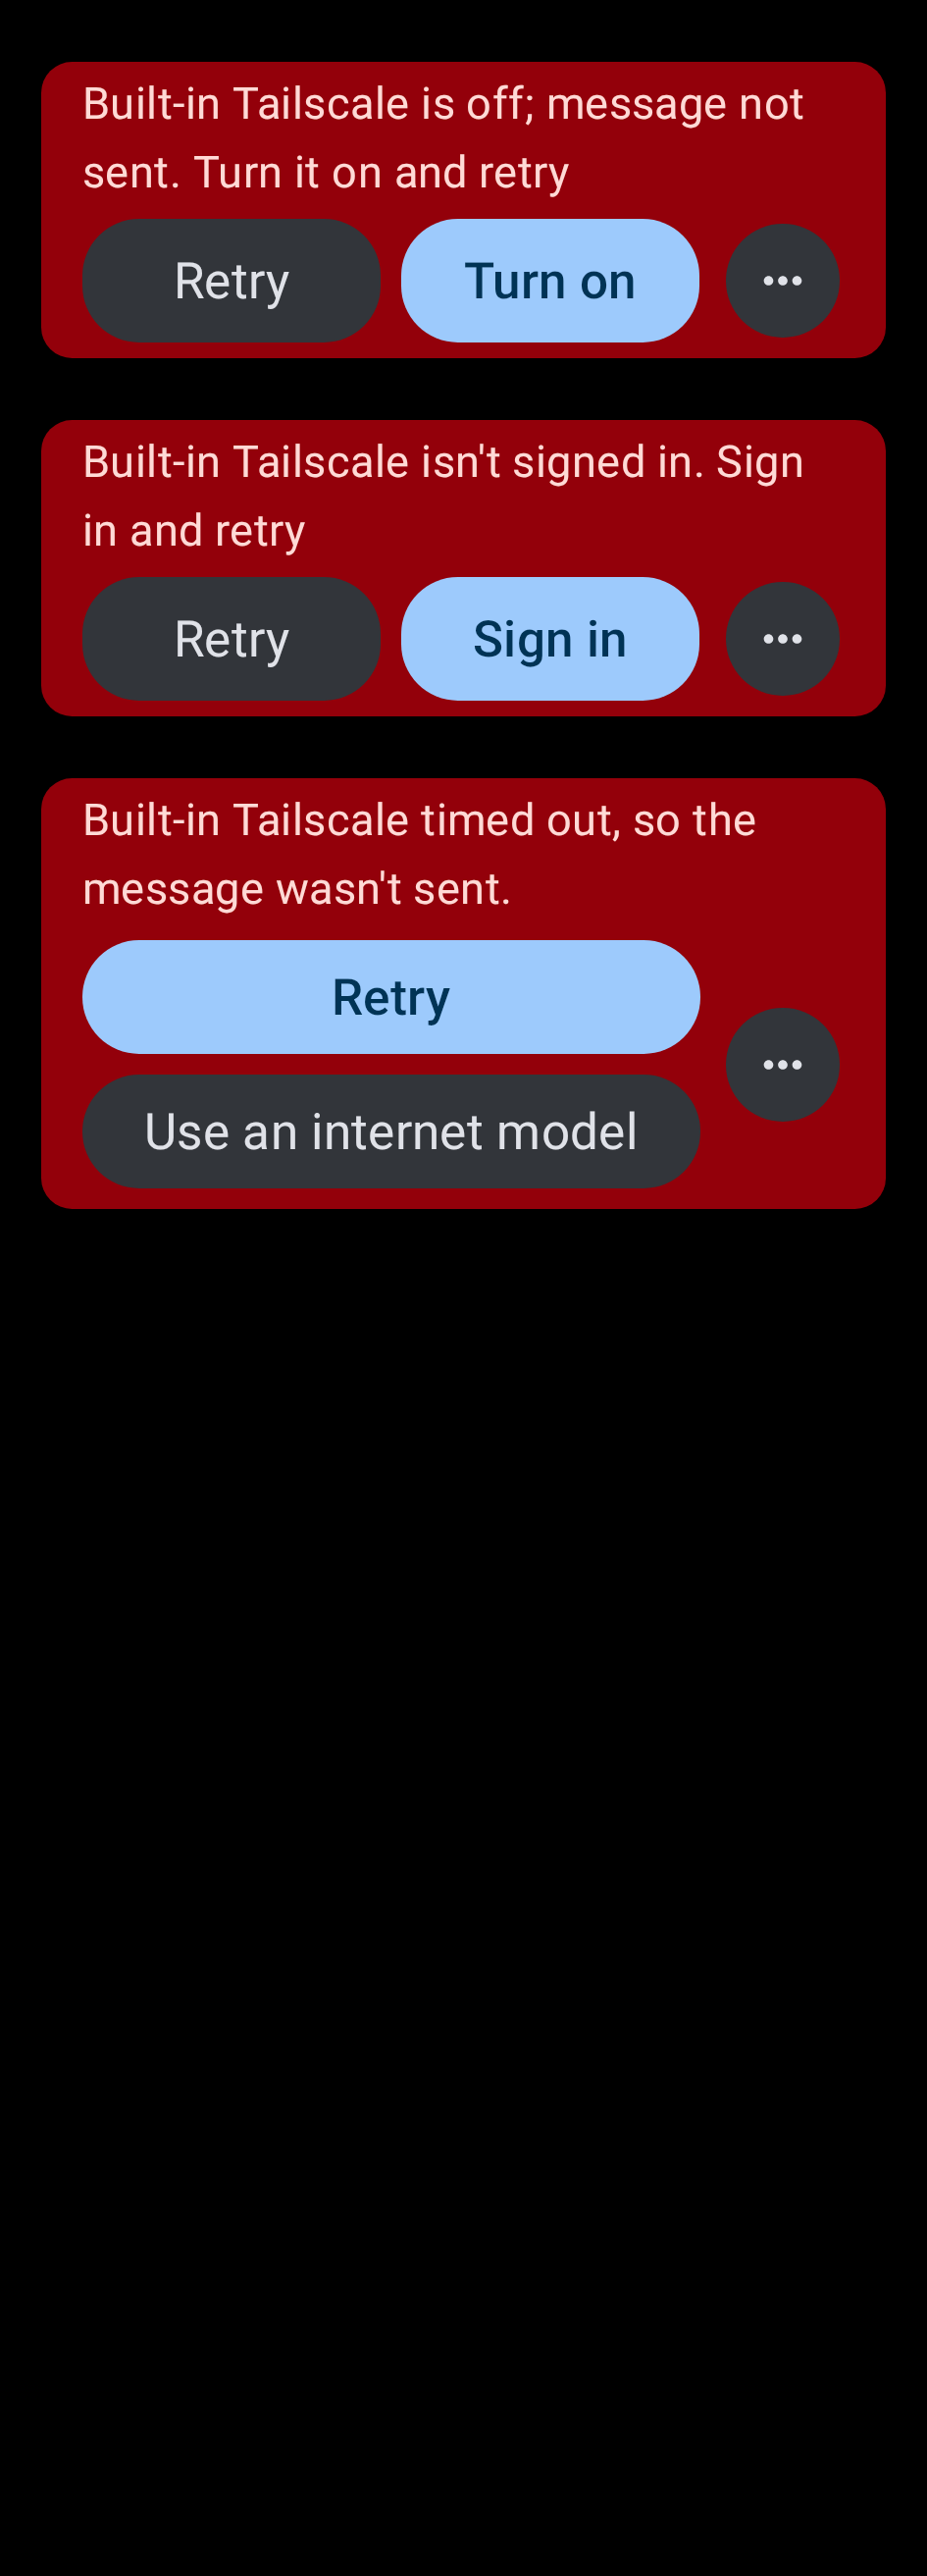 Built-in Tailscale is off; message not
sent. Turn it on and retry
Retry
Turn on
Built-in Tailscale isn't signed in. Sign
in and retry
Retry
Sign in
Built-in Tailscale timed out, so the
message wasn't sent.
Retry
Use an internet model